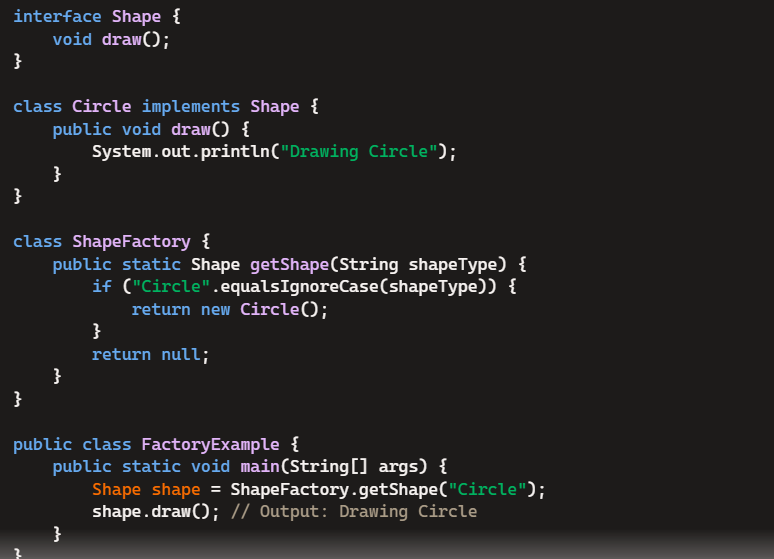 interface Shape {
    void draw();
}

class Circle implements Shape {
    public void draw() {
        System.out.println("Drawing Circle");
    }
}

class ShapeFactory {
    public static Shape getShape(String shapeType) {
        if ("Circle".equalsIgnoreCase(shapeType)) {
            return new Circle();
        }
        return null;
    }
}

public class FactoryExample {
    public static void main(String[] args) {
        Shape shape = ShapeFactory.getShape("Circle");
        shape.draw(); // Output: Drawing Circle
    }
}